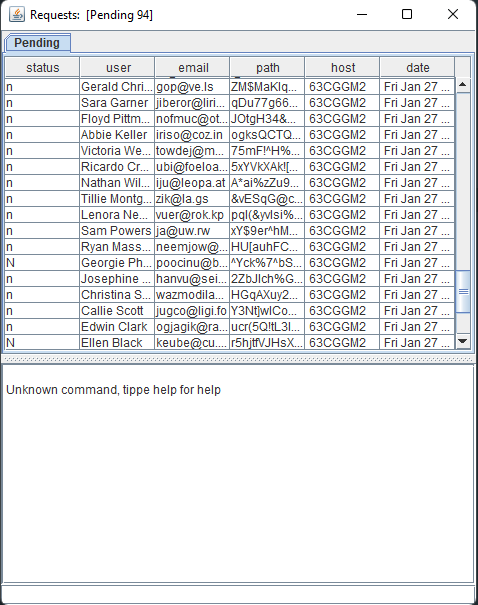 Requests: [Pending 94]
Pending
status user email path host date
n Gerald Chri... gop@ve.ls ZM$MaKIq... 63CGGM2 Fri Jan 27 ...
n Sara Garner jiberor@liri... qDu77g66... 63CGGM2 Fri Jan 27 ...
n Floyd Pittm... nofmuc@ot... JOtgH34&... 63CGGM2 Fri Jan 27 ...
n Abbie Keller iriso@coz.in ogksQCTQ... 63CGGM2 Fri Jan 27 ...
n Victoria We... towdej@m... 75mF!^H%... 63CGGM2 Fri Jan 27 ...
n Ricardo Cr... ubi@foeloa... 5xYVkXAk![... 63CGGM2 Fri Jan 27 ...
n Nathan Wil... iju@leopa.at A*ai%zZu9... 63CGGM2 Fri Jan 27 ...
n Tillie Montg... zik@la.gs &vESqG@c... 63CGGM2 Fri Jan 27 ...
n Lenora Ne... vuer@rok.kp pqI(&yvlsi%... 63CGGM2 Fri Jan 27 ...
n Sam Powers ja@uw.rw xY$9er^hM... 63CGGM2 Fri Jan 27 ...
n Ryan Mass... neemjow@... HU[auhFC... 63CGGM2 Fri Jan 27 ...
N Georgie Ph... poocinu@b... ^Yck%7^bS... 63CGGM2 Fri Jan 27 ...
n Josephine ... hanvu@sei... 2ZbJlch%G... 63CGGM2 Fri Jan 27 ...
n Christina S... wazmodila... HGqAXuy2... 63CGGM2 Fri Jan 27 ...
n Callie Scott jugco@ligi.fo Y3Nt]wlCo... 63CGGM2 Fri Jan 27 ...
n Edwin Clark ogjagik@ra... ucr(5Q!tL3I... 63CGGM2 Fri Jan 27 ...
N Ellen Black keube@cu.... r5hjtfVJHsX... 63CGGM2 Fri Jan 27 ...
Unknown command, tippe help for help